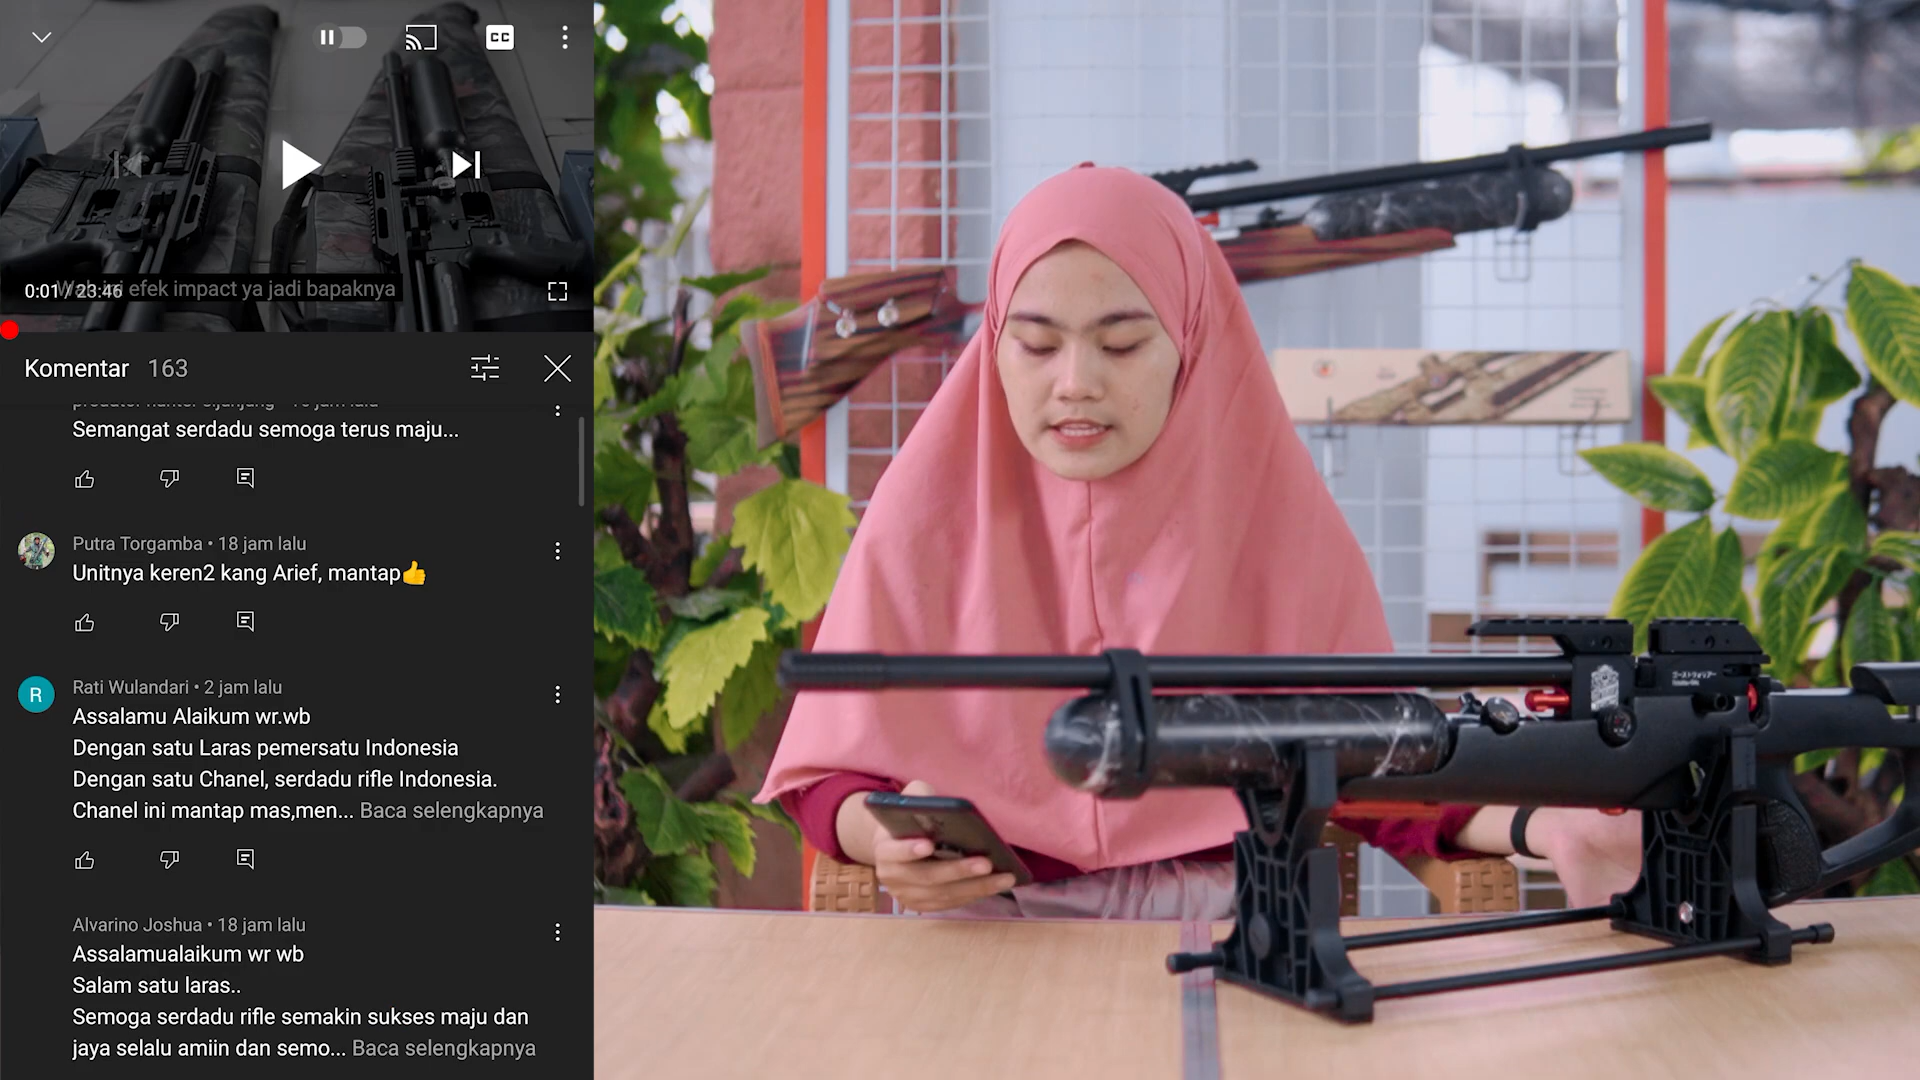 CC
efek impact ya jadi bapaknya
0:01 / 23:46
Komentar 163
Semangat serdadu semoga terus maju...
Putra Torgamba • 18 jam lalu
Unitnya keren2 kang Arief, mantap👍
R
Rati Wulandari • 2 jam lalu
Assalamu Alaikum wr.wb
Dengan satu Laras pemersatu Indonesia
Dengan satu Chanel, serdadu rifle Indonesia.
Chanel ini mantap mas,men... Baca selengkapnya
Alvarino Joshua • 18 jam lalu
Assalamualaikum wr wb
Salam satu laras..
Semoga serdadu rifle semakin sukses maju dan
jaya selalu amiin dan semo... Baca selengkapnya